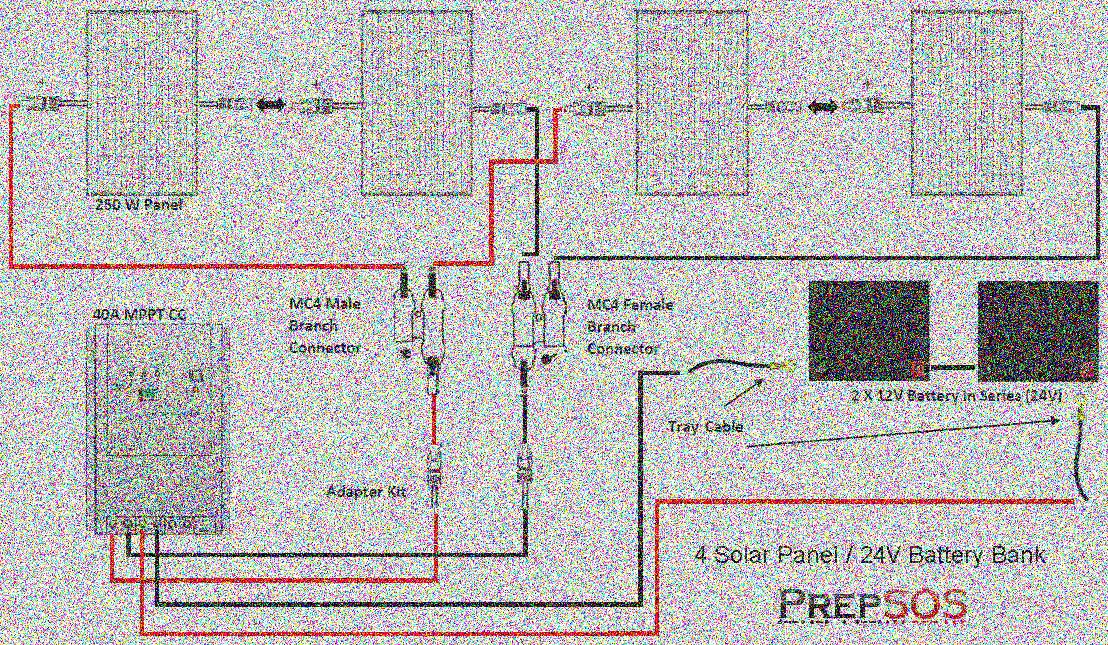 250 W Panel
40A MPPT CC
MC4 Male
Branch
Connector
MC4 Female
Branch
Connector
2 X 12V Battery in Series (24V)
Tray Cable
Adapter Kit
4 Solar Panel / 24V Battery Bank
PREPSOS